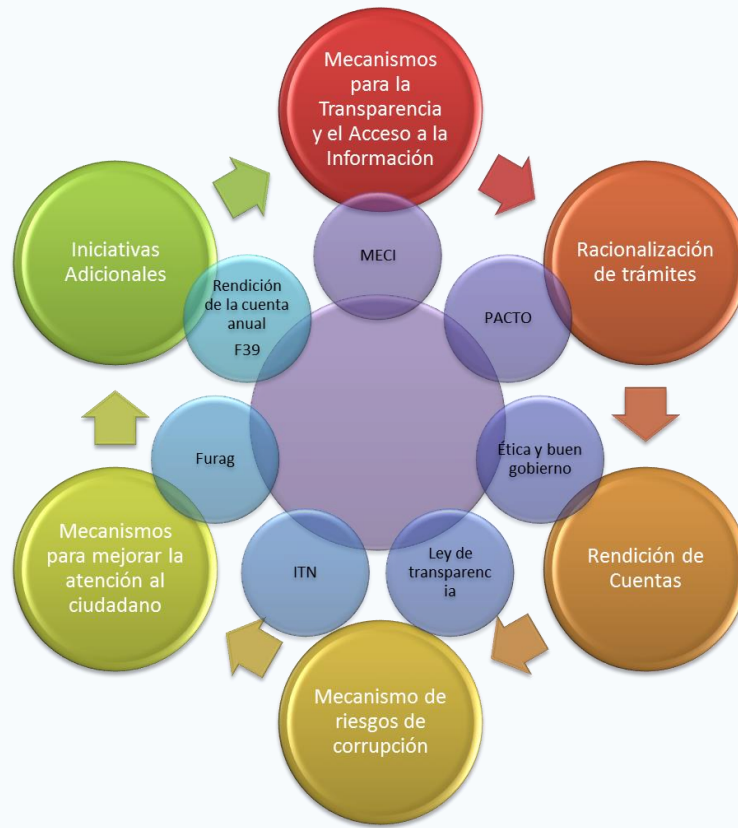 Mecanismos
para la
Transparencia
y el Acceso a la
Información
Racionalización
de trámites
Rendición de
Cuentas
Mecanismo de
riesgos de
corrupción
Mecanismos
para mejorar la
atención al
ciudadano
Iniciativas
Adicionales
MECI
PACTO
Ética y buen
gobierno
Ley de
transparenc
ia
ITN
Furag
Rendición
de la cuenta
anual
F39